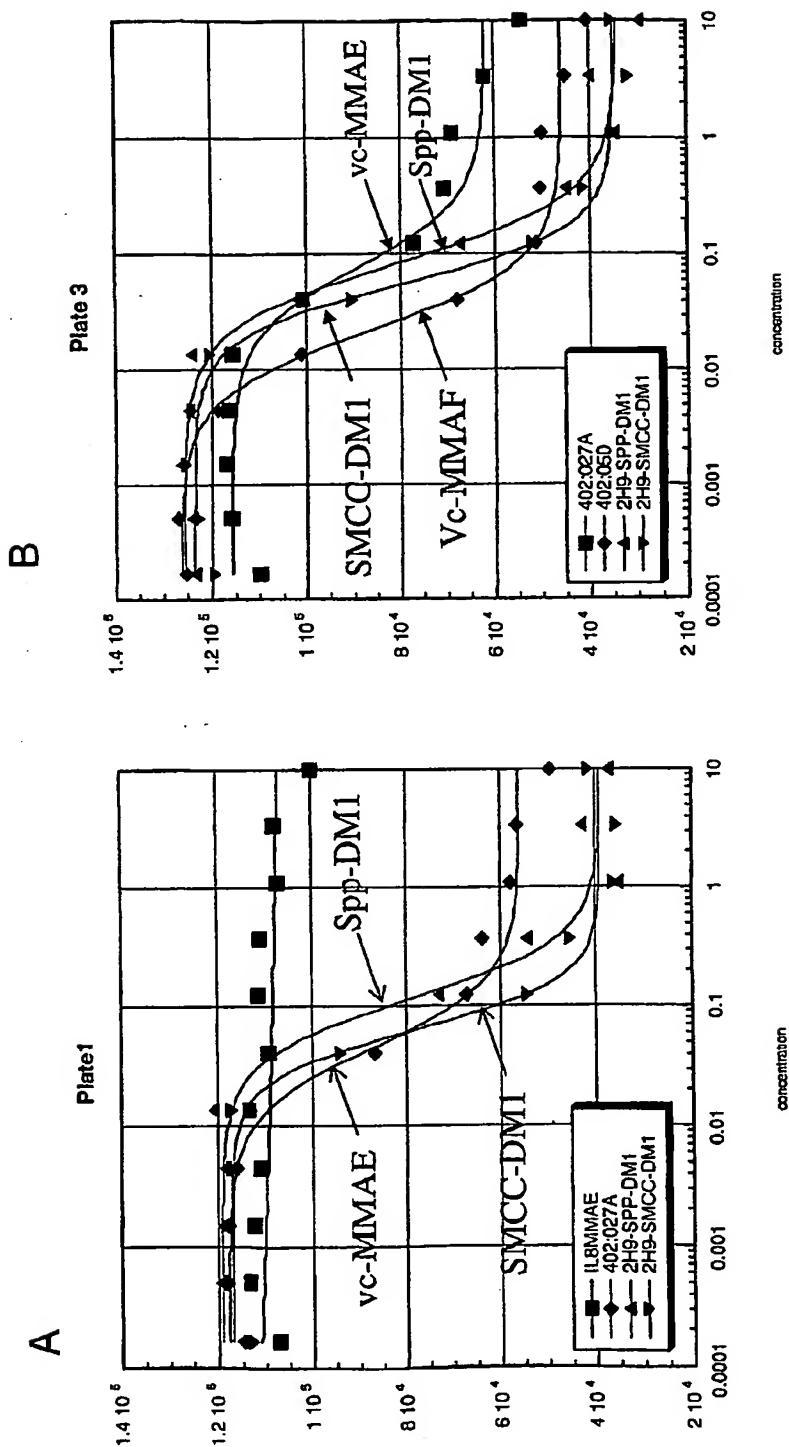 A
Plate1
1.4 10⁵
1.2 10⁵
1 10⁵
8 10⁴
6 10⁴
4 10⁴
2 10⁴
Spp-DM1
vc-MMAE
SMCC-DM1
IL8MMAE
402:027A
2H9-SPP-DM1
2H9-SMCC-DM1
0.0001
0.001
0.01
0.1
1
10
concentration
B
Plate 3
1.4 10⁵
1.2 10⁵
1 10⁵
8 10⁴
6 10⁴
4 10⁴
2 10⁴
vc-MMAE
Spp-DM1
SMCC-DM1
Vc-MMAF
402:027A
402:050
2H9-SPP-DM1
2H9-SMCC-DM1
0.0001
0.001
0.01
0.1
1
10
concentration